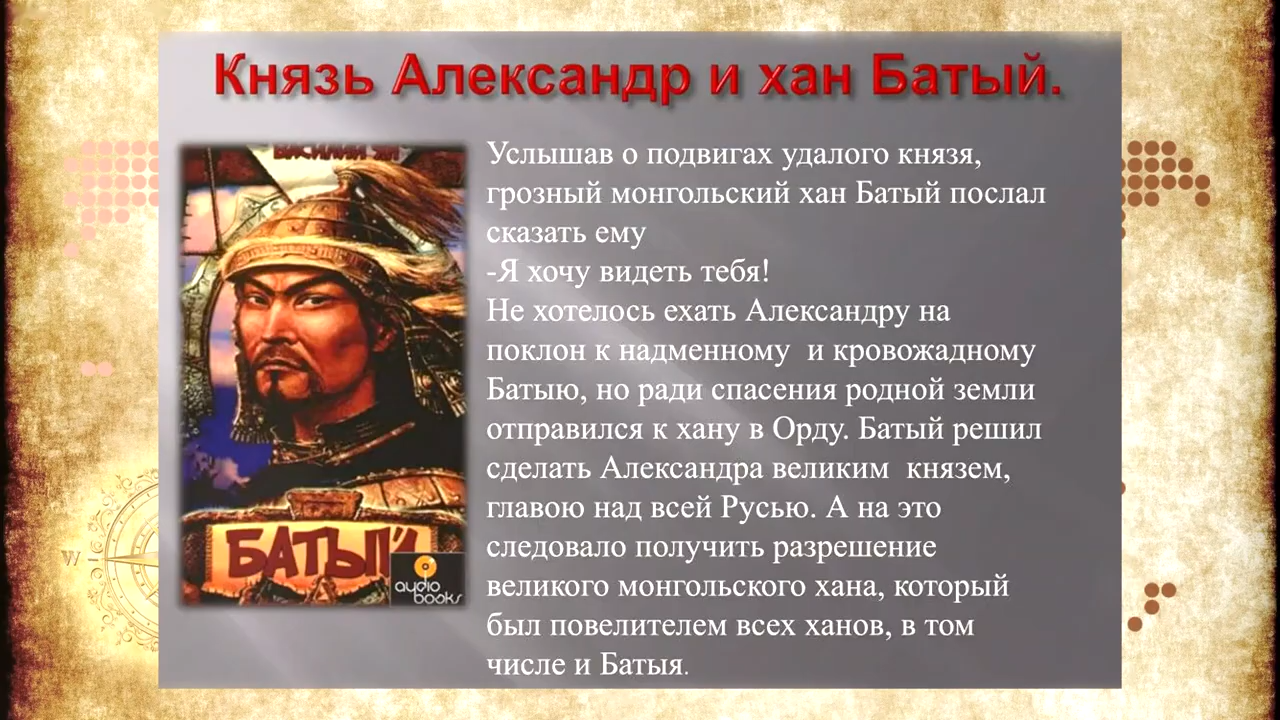 Князь Александр и хан Батый.
Услышав о подвигах удалого князя,
грозный монгольский хан Батый послал
сказать ему
-Я хочу видеть тебя!
Не хотелось ехать Александру на
поклон к надменному  и кровожадному
Батыю, но ради спасения родной земли
отправился к хану в Орду. Батый решил
сделать Александра великим  князем,
главою над всей Русью. А на это
следовало получить разрешение
великого монгольского хана, который
был повелителем всех ханов, в том
числе и Батыя.
БАТЫЙ
audio
books
W